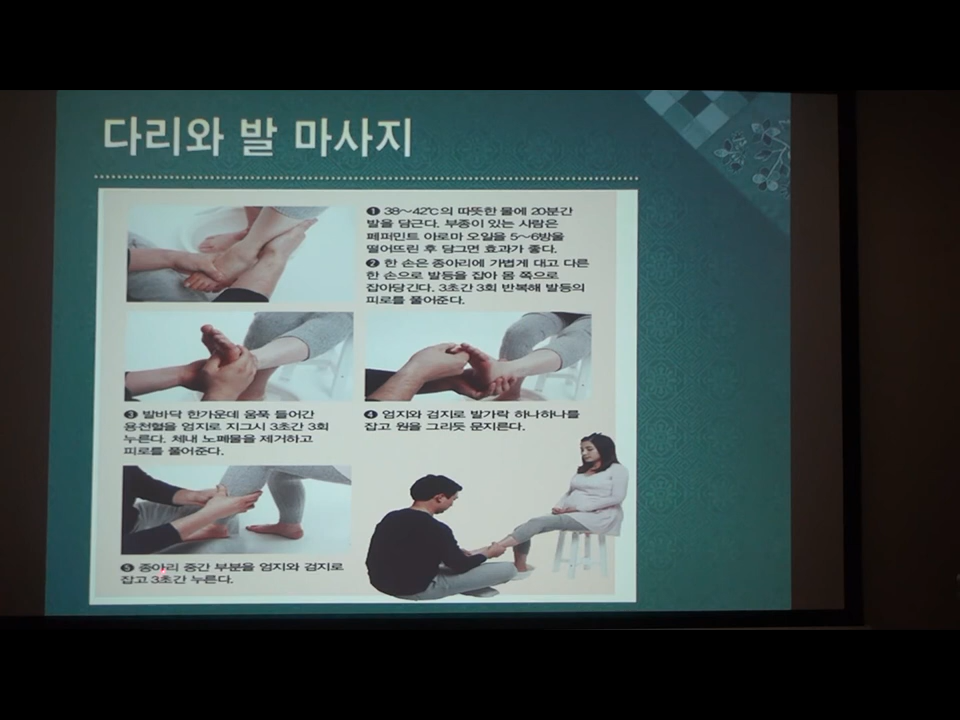 다리와 발 마사지
❶ 38~42℃의 따뜻한 물에 20분간
발을 담근다. 부종이 있는 사람은
페퍼민트 아로마 오일을 5~6방울
떨어뜨린 후 담그면 효과가 좋다.
❷ 한 손은 종아리에 가볍게 대고 다른
한 손으로 발등을 잡아 몸 쪽으로
잡아당긴다. 3초간 3회 반복해 발등의
피로를 풀어준다.
❸ 발바닥 한가운데 움푹 들어간
용천혈을 엄지로 지그시 3초간 3회
누른다. 체내 노폐물을 제거하고
피로를 풀어준다.
❹ 엄지와 검지로 발가락 하나하나를
잡고 원을 그리듯 문지른다.
❺ 종아리 중간 부분을 엄지와 검지로
잡고 3초간 누른다.